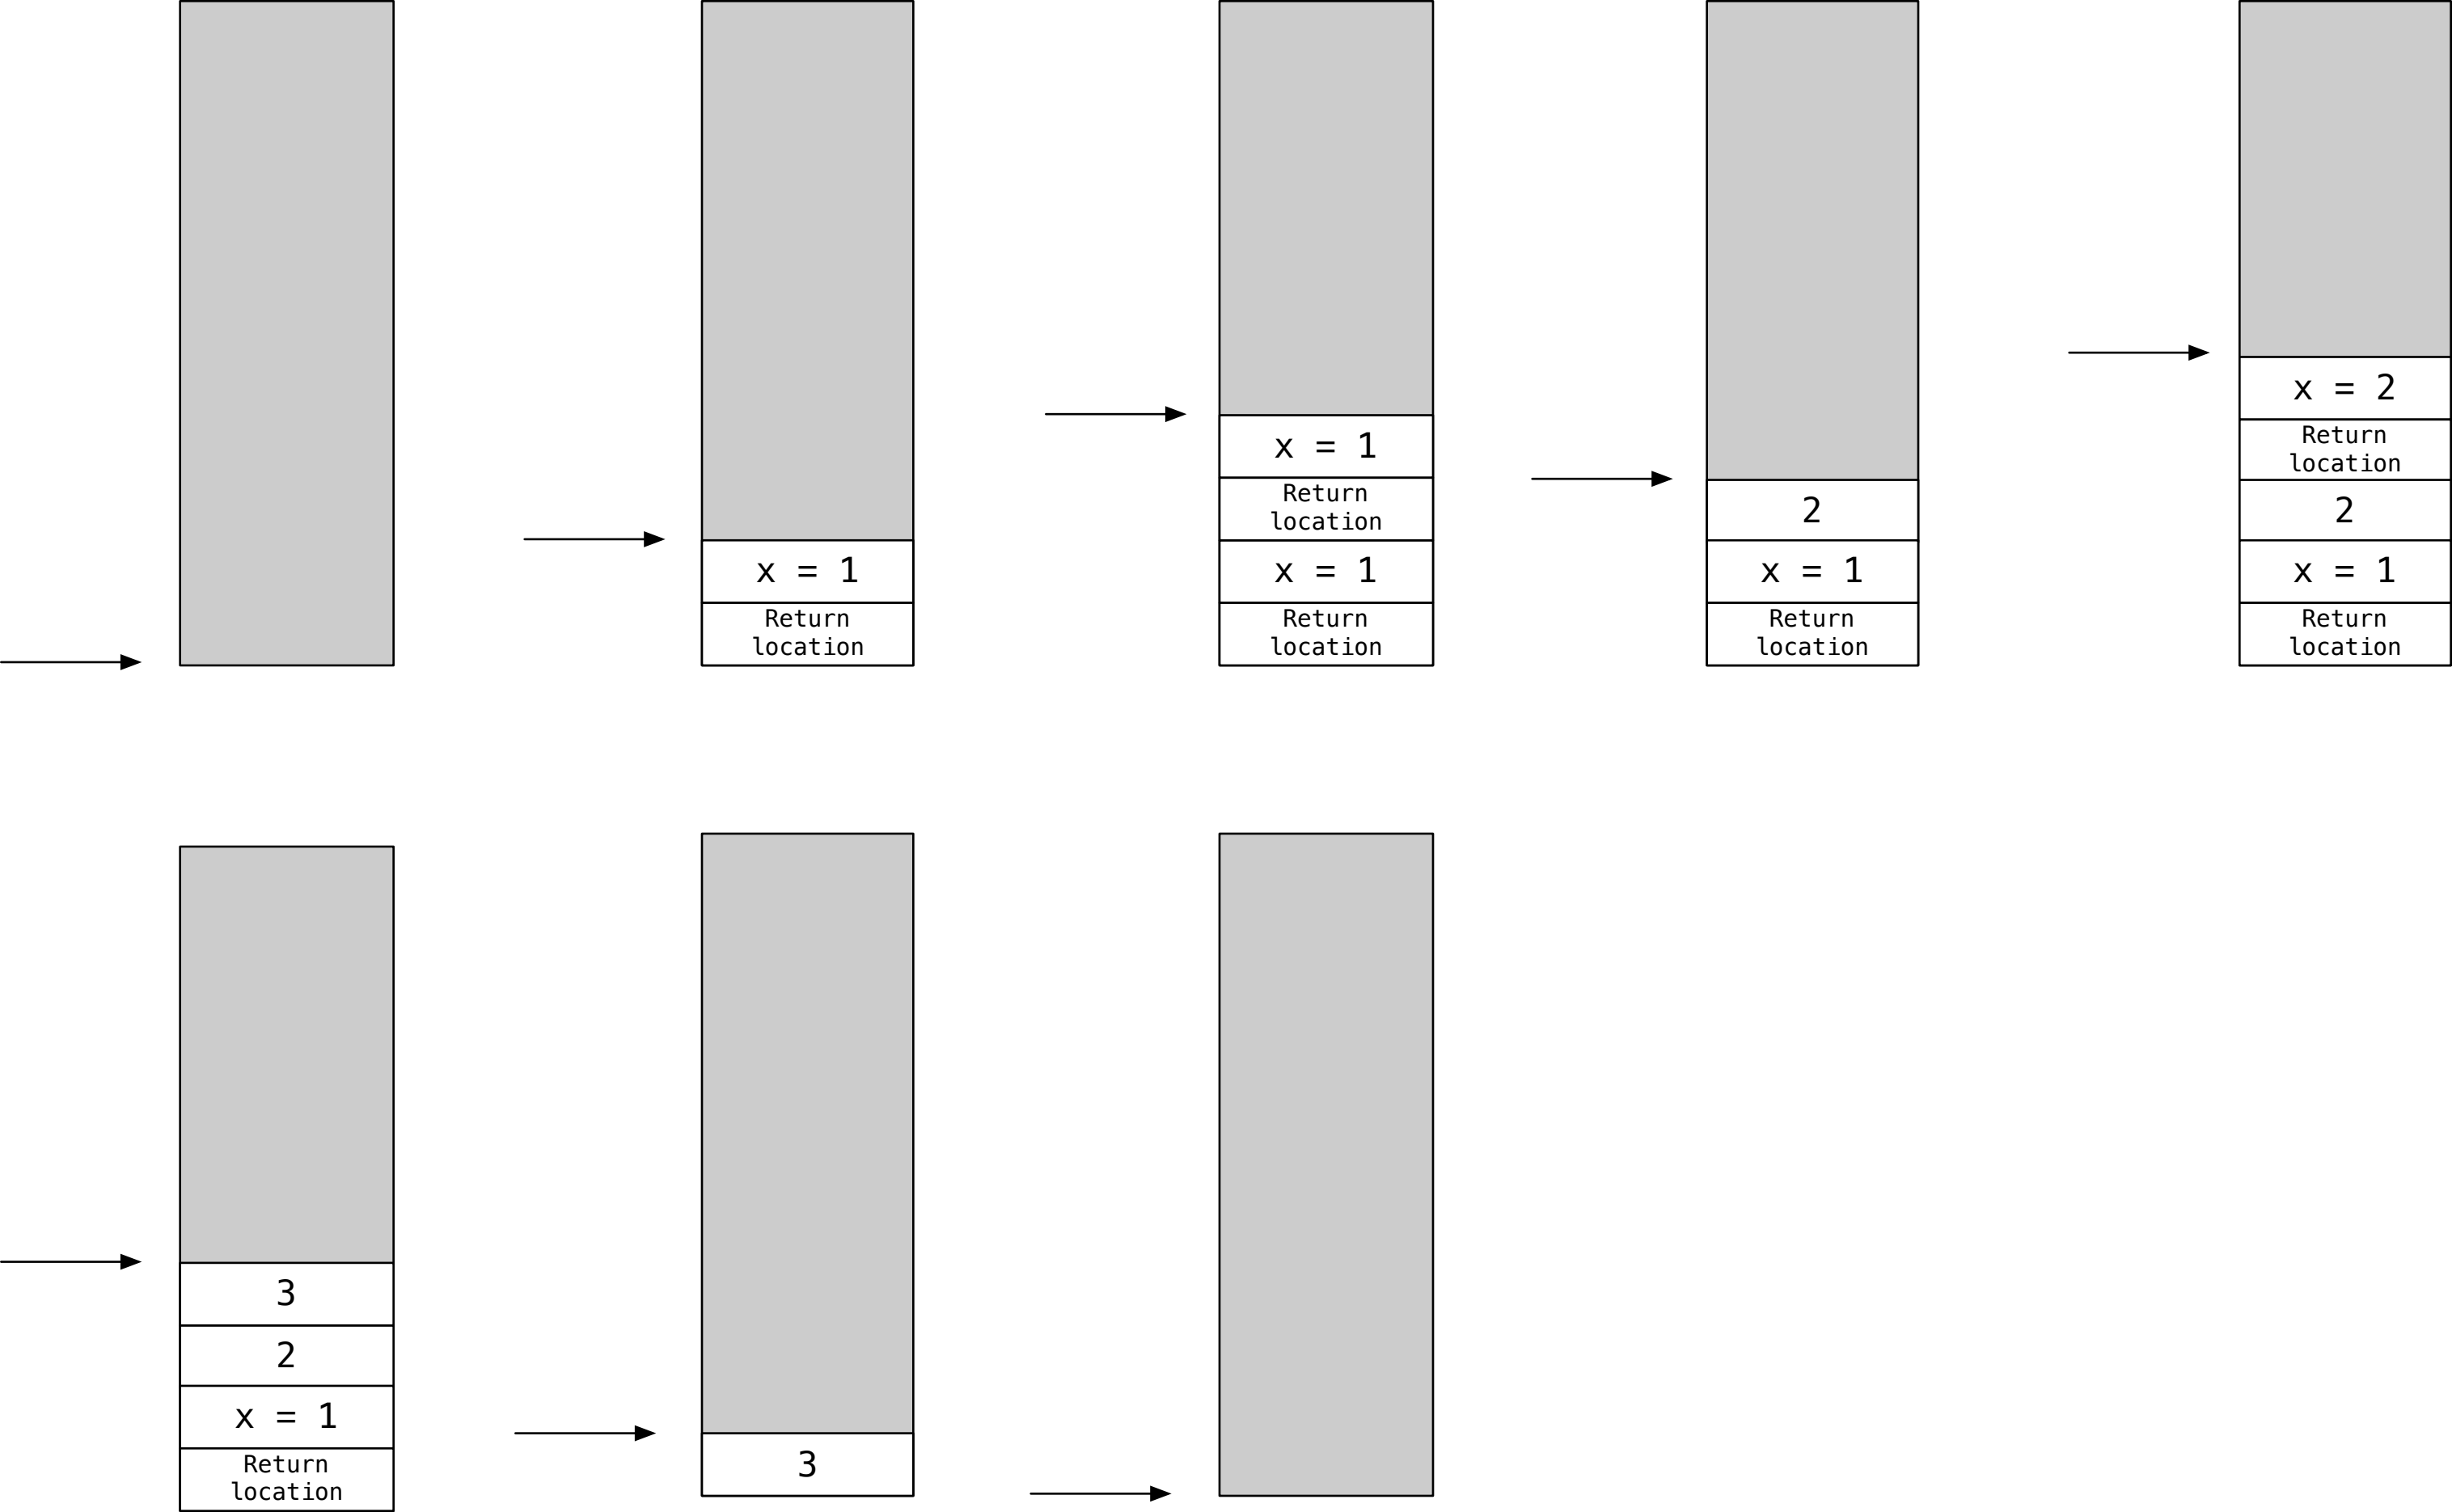 x = 1
Return
location
x = 1
Return
location
x = 1
Return
location
2
x = 1
Return
location
x = 2
Return
location
2
x = 1
Return
location
3
2
x = 1
Return
location
3